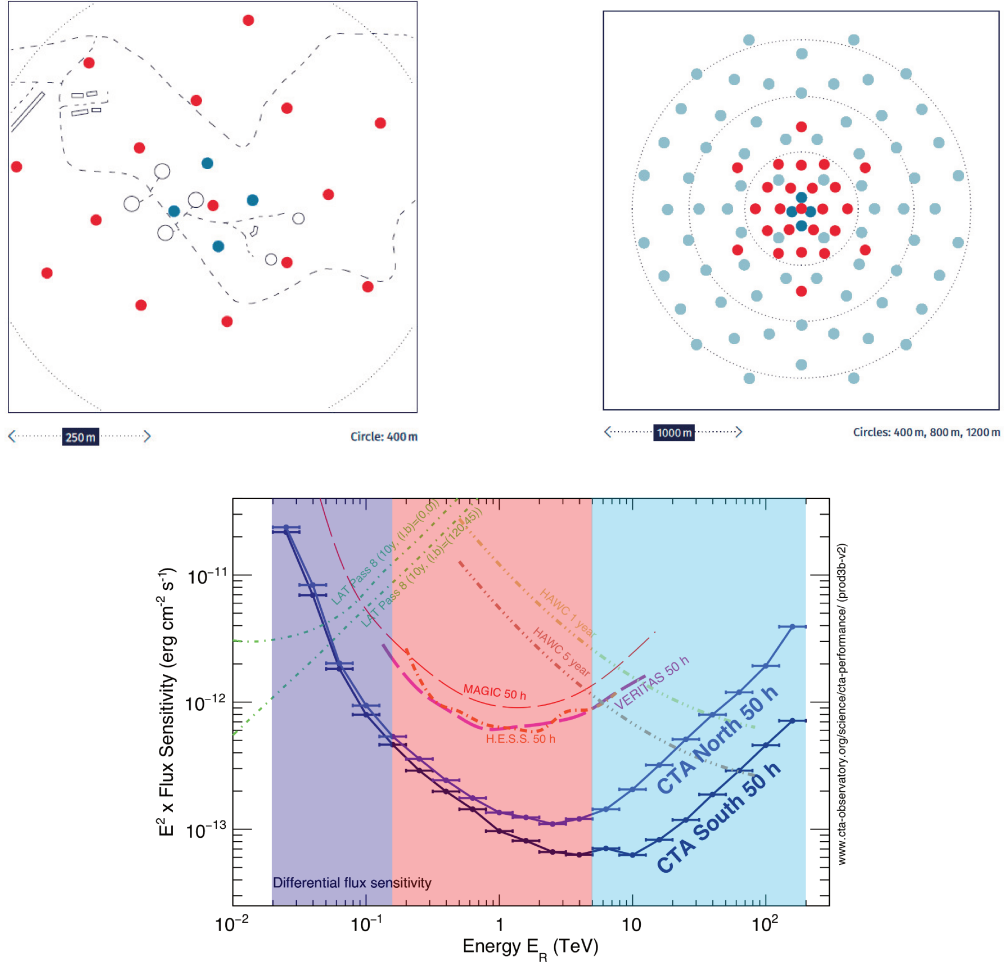 250 m
Circle: 400 m
1000 m
Circles: 400 m, 800 m, 1200 m
E² x Flux Sensitivity (erg cm⁻² s⁻¹)
10⁻¹¹
10⁻¹²
10⁻¹³
LAT Pass 8 (10y, (l,b)=(0,0))
LAT Pass 8 (10y, (l,b)=(120,45))
HAWC 1 year
HAWC 5 year
MAGIC 50 h
VERITAS 50 h
H.E.S.S. 50 h
CTA North 50 h
CTA South 50 h
Differential flux sensitivity
www.cta-observatory.org/science/cta-performance/ (prod3b-v2)
10⁻²
10⁻¹
1
10
10²
Energy E_R (TeV)